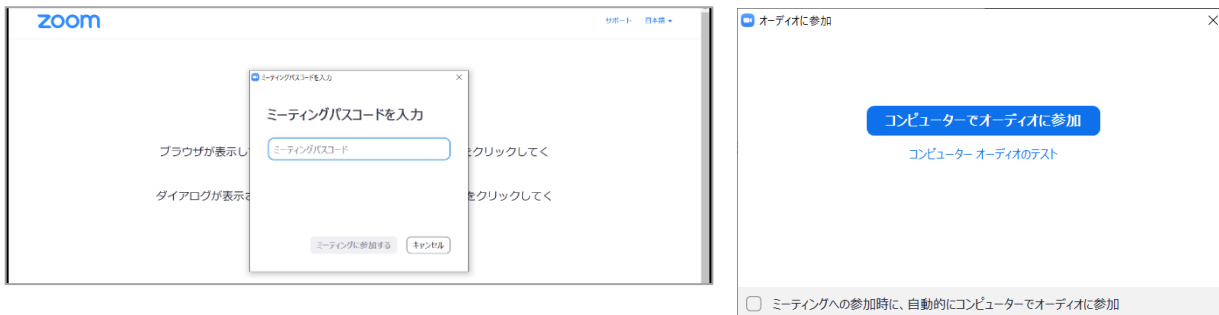 zoom
サポート 日本語
ミーティングパスコードを入力
ミーティングパスコードを入力
ミーティングパスコード
ブラウザが表示し
をクリックしてく
ダイアログが表示さ
をクリックしてく
ミーティングに参加する キャンセル
オーディオに参加
コンピューターでオーディオに参加
コンピューター オーディオのテスト
ミーティングへの参加時に、自動的にコンピューターでオーディオに参加